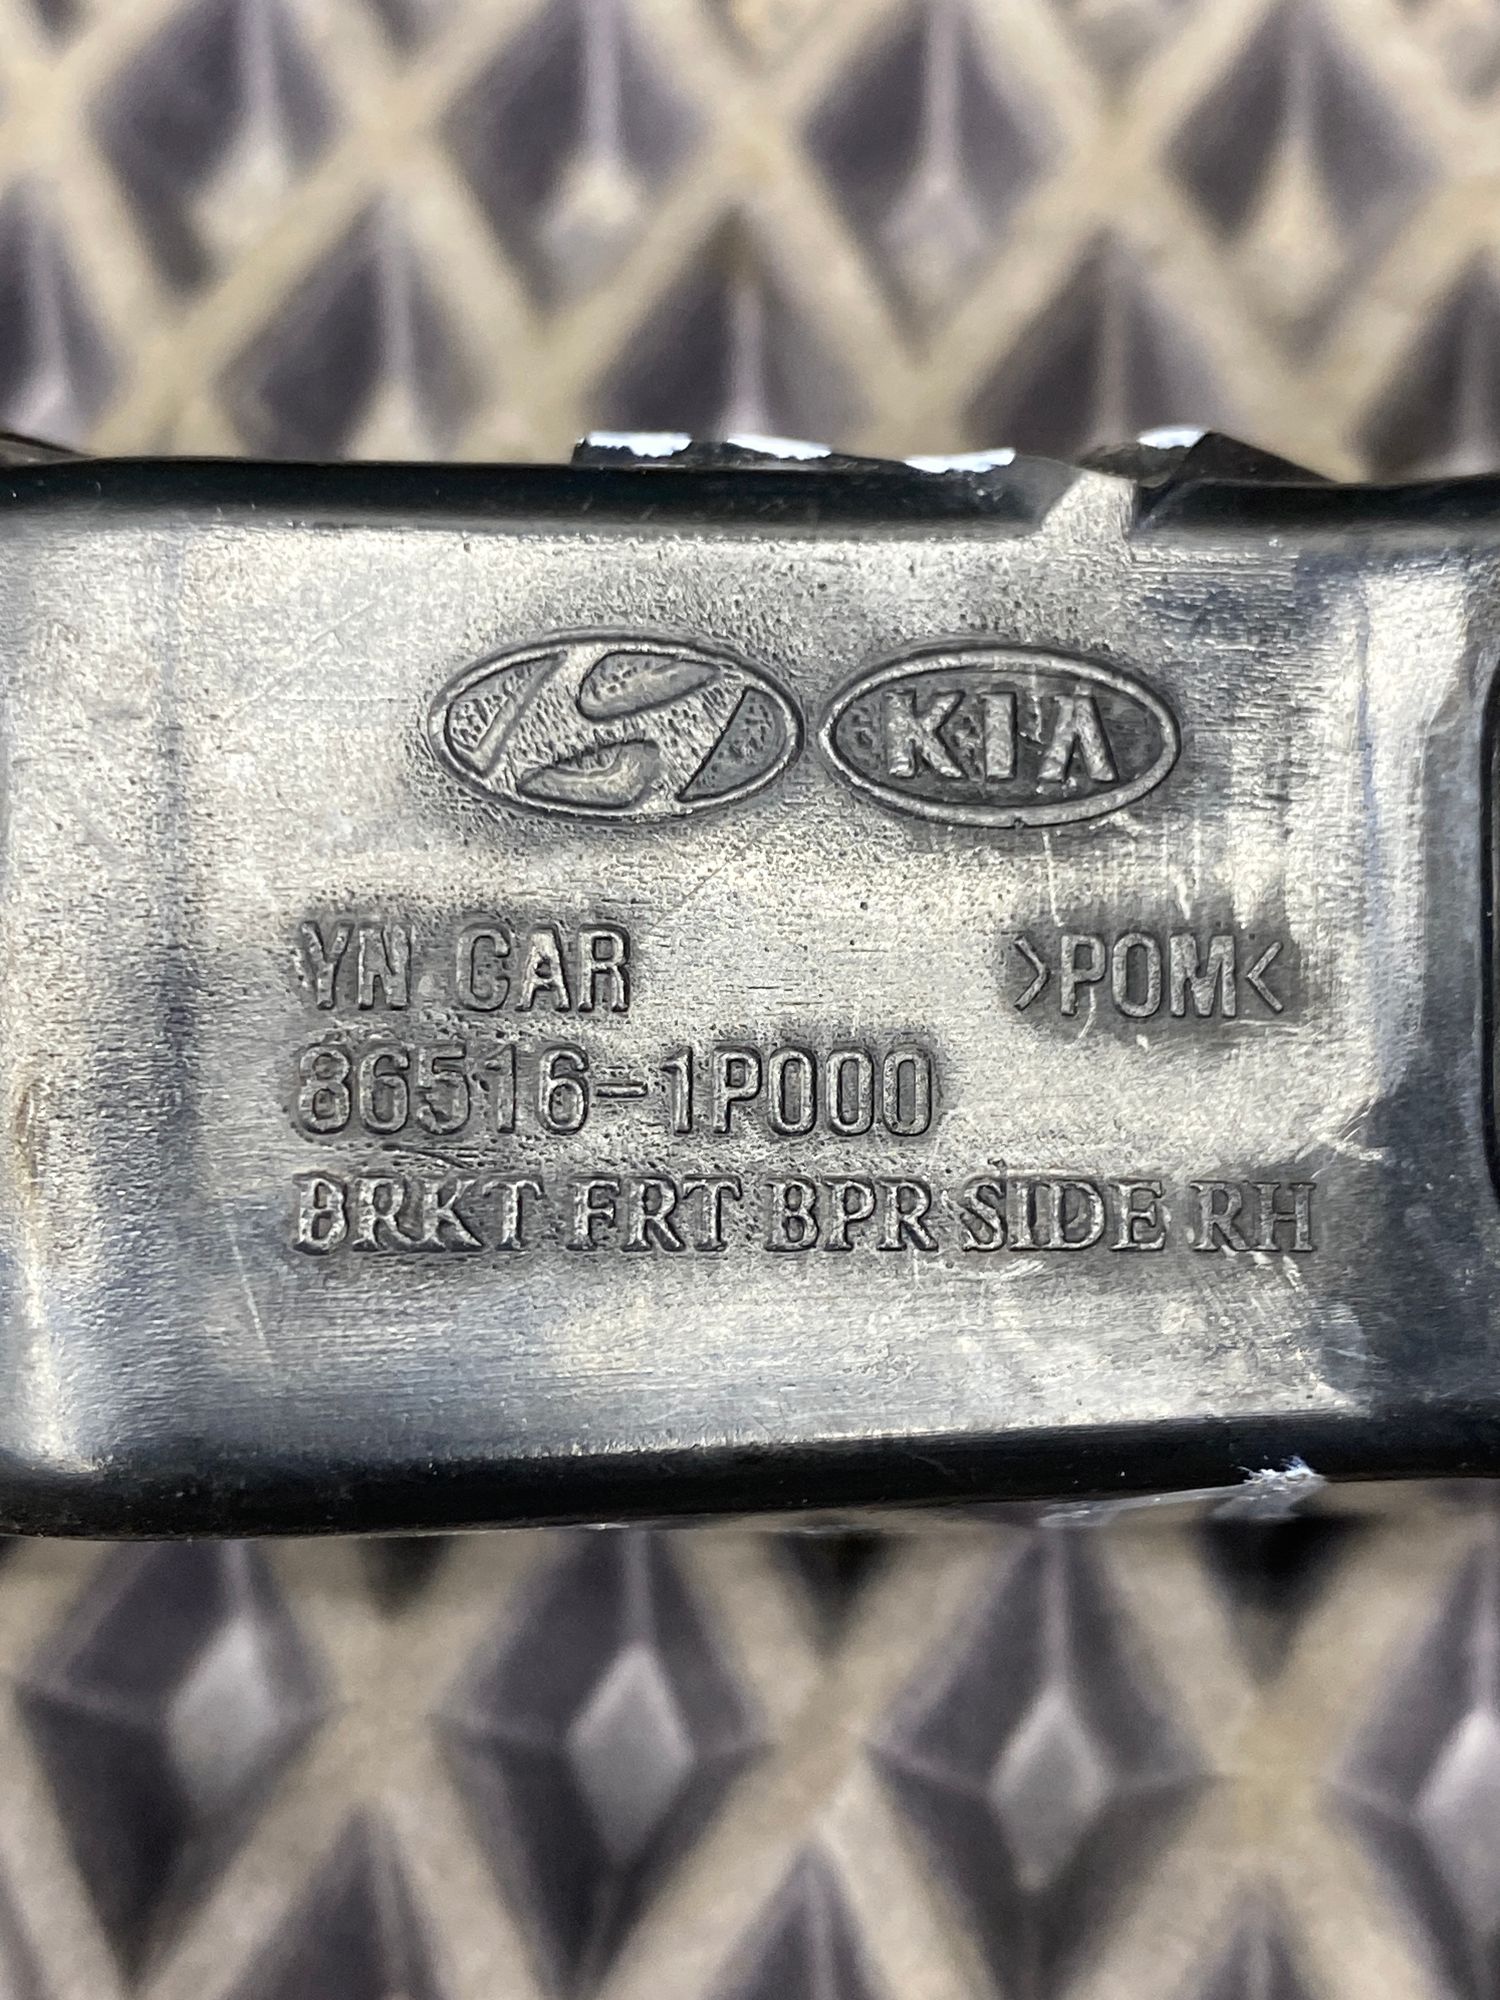 KIA
YN CAR >POM<
86516-1P000
BRKT FRT BPR SIDE RH